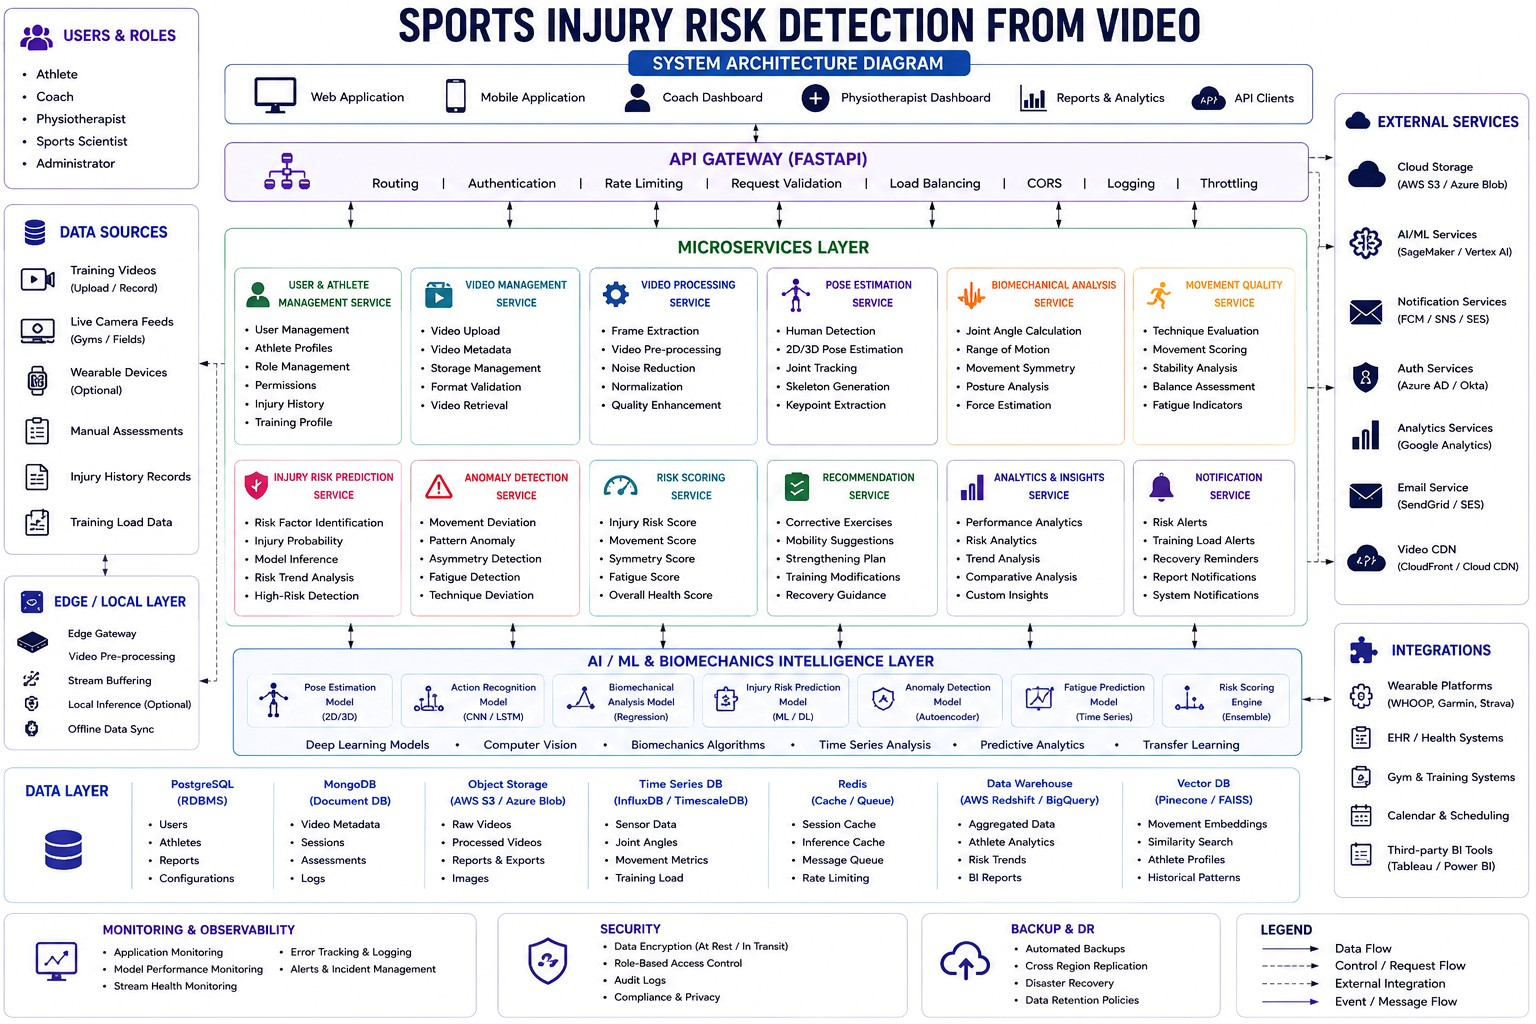 SPORTS INJURY RISK DETECTION FROM VIDEO
SYSTEM ARCHITECTURE DIAGRAM
USERS & ROLES
• Athlete
• Coach
• Physiotherapist
• Sports Scientist
• Administrator
Web Application
Mobile Application
Coach Dashboard
Physiotherapist Dashboard
Reports & Analytics
API Clients
API GATEWAY (FASTAPI)
Routing | Authentication | Rate Limiting | Request Validation | Load Balancing | CORS | Logging | Throttling
DATA SOURCES
Training Videos
(Upload / Record)
Live Camera Feeds
(Gyms / Fields)
Wearable Devices
(Optional)
Manual Assessments
Injury History Records
Training Load Data
EDGE / LOCAL LAYER
Edge Gateway
Video Pre-processing
Stream Buffering
Local Inference (Optional)
Offline Data Sync
MICROSERVICES LAYER
USER & ATHLETE
MANAGEMENT SERVICE
• User Management
• Athlete Profiles
• Role Management
• Permissions
• Injury History
• Training Profile
VIDEO MANAGEMENT
SERVICE
• Video Upload
• Video Metadata
• Storage Management
• Format Validation
• Video Retrieval
VIDEO PROCESSING
SERVICE
• Frame Extraction
• Video Pre-processing
• Noise Reduction
• Normalization
• Quality Enhancement
POSE ESTIMATION
SERVICE
• Human Detection
• 2D/3D Pose Estimation
• Joint Tracking
• Skeleton Generation
• Keypoint Extraction
BIOMECHANICAL ANALYSIS
SERVICE
• Joint Angle Calculation
• Range of Motion
• Movement Symmetry
• Posture Analysis
• Force Estimation
MOVEMENT QUALITY
SERVICE
• Technique Evaluation
• Movement Scoring
• Stability Analysis
• Balance Assessment
• Fatigue Indicators
INJURY RISK PREDICTION
SERVICE
• Risk Factor Identification
• Injury Probability
• Model Inference
• Risk Trend Analysis
• High-Risk Detection
ANOMALY DETECTION
SERVICE
• Movement Deviation
• Pattern Anomaly
• Asymmetry Detection
• Fatigue Detection
• Technique Deviation
RISK SCORING
SERVICE
• Injury Risk Score
• Movement Score
• Symmetry Score
• Fatigue Score
• Overall Health Score
RECOMMENDATION
SERVICE
• Corrective Exercises
• Mobility Suggestions
• Strengthening Plan
• Training Modifications
• Recovery Guidance
ANALYTICS & INSIGHTS
SERVICE
• Performance Analytics
• Risk Analytics
• Trend Analysis
• Comparative Analysis
• Custom Insights
NOTIFICATION
SERVICE
• Risk Alerts
• Training Load Alerts
• Recovery Reminders
• Report Notifications
• System Notifications
AI / ML & BIOMECHANICS INTELLIGENCE LAYER
Pose Estimation
Model
(2D/3D)
Action Recognition
Model
(CNN / LSTM)
Biomechanical
Analysis Model
(Regression)
Injury Risk Prediction
Model
(ML / DL)
Anomaly Detection
Model
(Autoencoder)
Fatigue Prediction
Model
(Time Series)
Risk Scoring
Engine
(Ensemble)
Deep Learning Models • Computer Vision • Biomechanics Algorithms • Time Series Analysis • Predictive Analytics • Transfer Learning
EXTERNAL SERVICES
Cloud Storage
(AWS S3 / Azure Blob)
AI/ML Services
(SageMaker / Vertex AI)
Notification Services
(FCM / SNS / SES)
Auth Services
(Azure AD / Okta)
Analytics Services
(Google Analytics)
Email Service
(SendGrid / SES)
Video CDN
(CloudFront / Cloud CDN)
INTEGRATIONS
Wearable Platforms
(WHOOP, Garmin, Strava)
EHR / Health Systems
Gym & Training Systems
Calendar & Scheduling
Third-party BI Tools
(Tableau / Power BI)
DATA LAYER
PostgreSQL
(RDBMS)
• Users
• Athletes
• Reports
• Configurations
MongoDB
(Document DB)
• Video Metadata
• Sessions
• Assessments
• Logs
Object Storage
(AWS S3 / Azure Blob)
• Raw Videos
• Processed Videos
• Reports & Exports
• Images
Time Series DB
(InfluxDB / TimescaleDB)
• Sensor Data
• Joint Angles
• Movement Metrics
• Training Load
Redis
(Cache / Queue)
• Session Cache
• Inference Cache
• Message Queue
• Rate Limiting
Data Warehouse
(AWS Redshift / BigQuery)
• Aggregated Data
• Athlete Analytics
• Risk Trends
• BI Reports
Vector DB
(Pinecone / FAISS)
• Movement Embeddings
• Similarity Search
• Athlete Profiles
• Historical Patterns
MONITORING & OBSERVABILITY
• Application Monitoring
• Model Performance Monitoring
• Stream Health Monitoring
• Error Tracking & Logging
• Alerts & Incident Management
SECURITY
• Data Encryption (At Rest / In Transit)
• Role-Based Access Control
• Audit Logs
• Compliance & Privacy
BACKUP & DR
• Automated Backups
• Cross Region Replication
• Disaster Recovery
• Data Retention Policies
LEGEND
Data Flow
Control / Request Flow
External Integration
Event / Message Flow